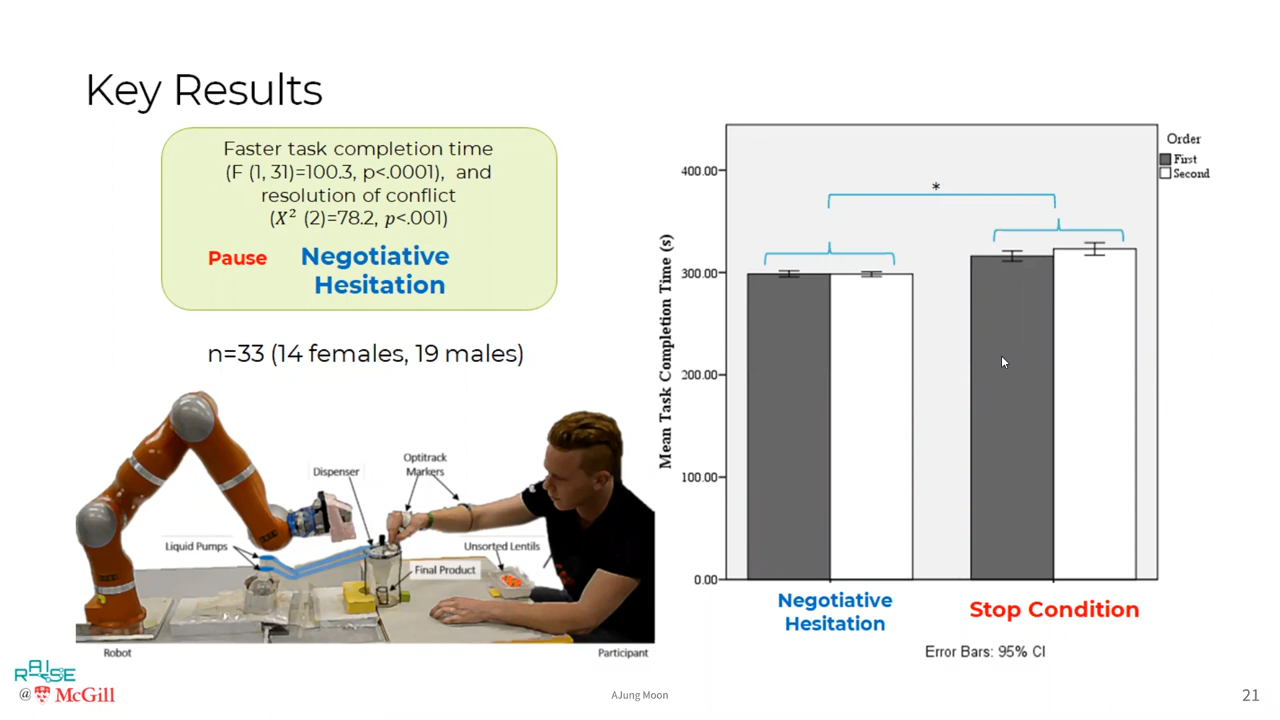 Key Results
Faster task completion time
(F (1, 31)=100.3, p<.0001), and
resolution of conflict
(X² (2)=78.2, p<.001)
Pause Negotiative
Hesitation
n=33 (14 females, 19 males)
Dispenser
Optitrack
Markers
Liquid Pumps
Unsorted Lentils
Final Product
Robot
Participant
Order
First
Second
*
Mean Task Completion Time (s)
400.00
300.00
200.00
100.00
0.00
Negotiative
Hesitation
Stop Condition
Error Bars: 95% CI
RAISE
@ McGill
AJung Moon
21